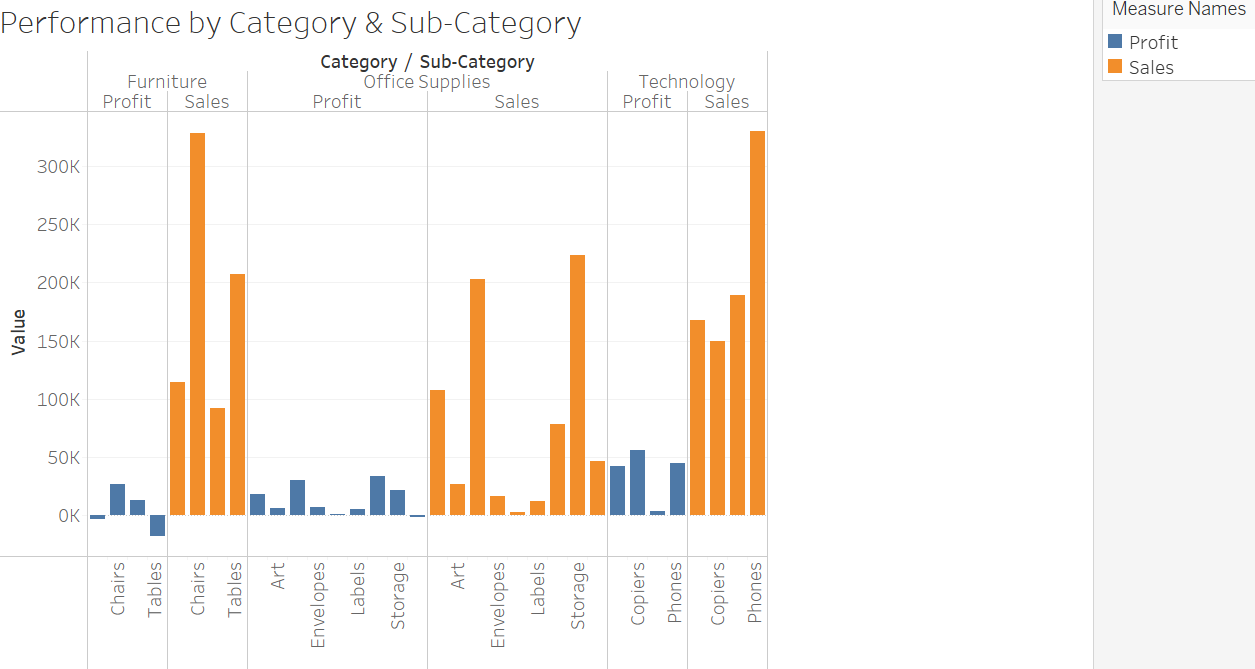 Performance by Category & Sub-Category
Measure Names
Profit
Sales
Category / Sub-Category
Furniture Office Supplies Technology
Profit Sales Profit Sales Profit Sales
300K
250K
200K
150K
100K
50K
0K
Value
Chairs Tables Chairs Tables Art Envelopes Labels Storage Art Envelopes Labels Storage Copiers Phones Copiers Phones